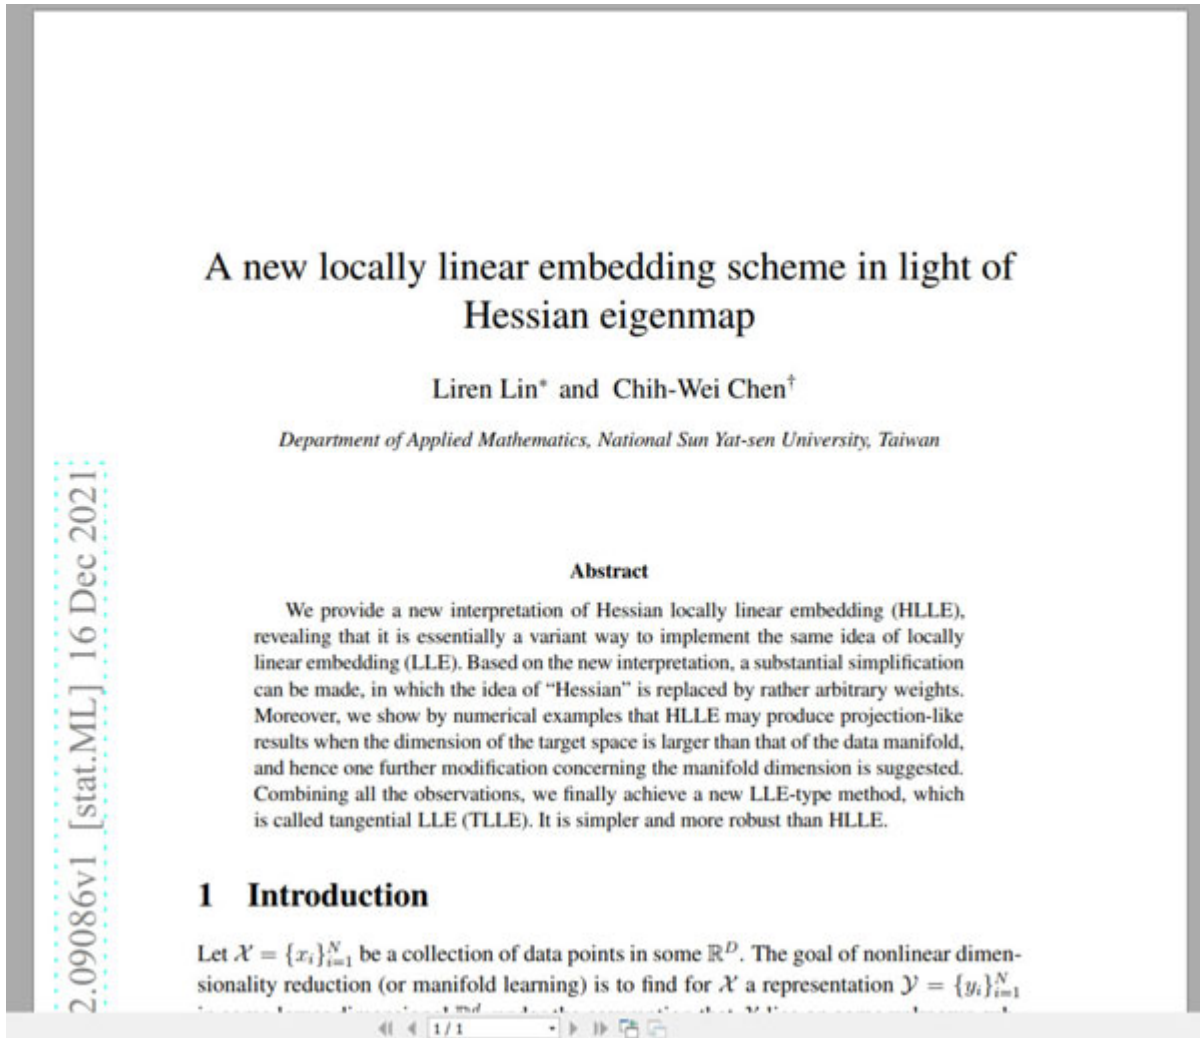 A new locally linear embedding scheme in light of
Hessian eigenmap
Liren Lin* and Chih-Wei Chen†
Department of Applied Mathematics, National Sun Yat-sen University, Taiwan
2.09086v1 [stat.ML] 16 Dec 2021
Abstract
We provide a new interpretation of Hessian locally linear embedding (HLLE),
revealing that it is essentially a variant way to implement the same idea of locally
linear embedding (LLE). Based on the new interpretation, a substantial simplification
can be made, in which the idea of “Hessian” is replaced by rather arbitrary weights.
Moreover, we show by numerical examples that HLLE may produce projection-like
results when the dimension of the target space is larger than that of the data manifold,
and hence one further modification concerning the manifold dimension is suggested.
Combining all the observations, we finally achieve a new LLE-type method, which
is called tangential LLE (TLLE). It is simpler and more robust than HLLE.
1 Introduction
Let 𝒳 = {x_i}_{i=1}^N be a collection of data points in some ℝ^D. The goal of nonlinear dimen-
sionality reduction (or manifold learning) is to find for 𝒳 a representation 𝒴 = {y_i}_{i=1}^N
1 / 1